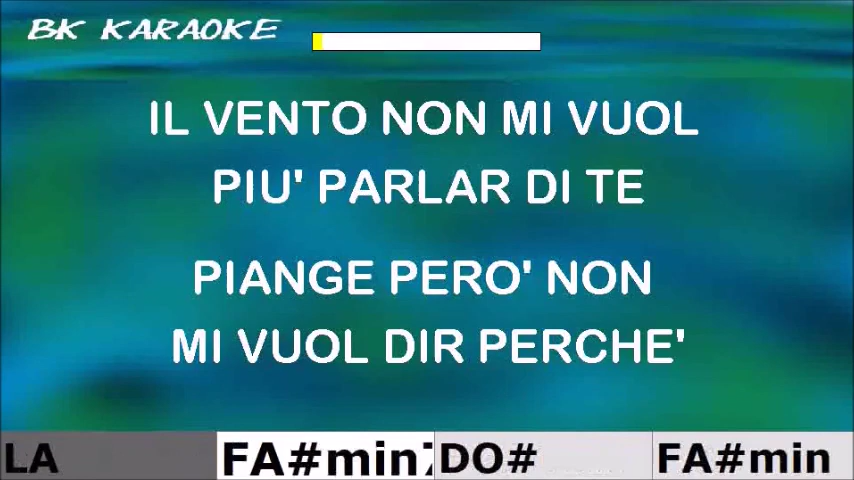 BK KARAOKE
IL VENTO NON MI VUOL
PIU' PARLAR DI TE
PIANGE PERO' NON
MI VUOL DIR PERCHE'
LA FA#min7 DO# FA#min